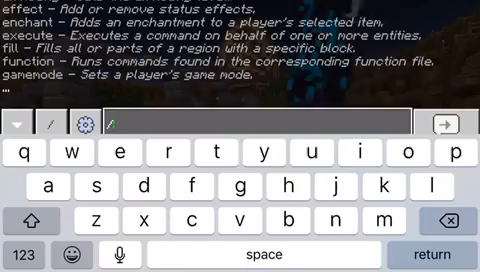 effect – Add or remove status effects.
enchant – Adds an enchantment to a player's selected item.
execute – Executes a command on behalf of one or more entities.
fill – Fills all or parts of a region with a specific block.
function – Runs commands found in the corresponding function file.
gamemode – Sets a player's game mode.
...
/ /
q w e r t y u i o p
a s d f g h j k l
z x c v b n m
123 space return